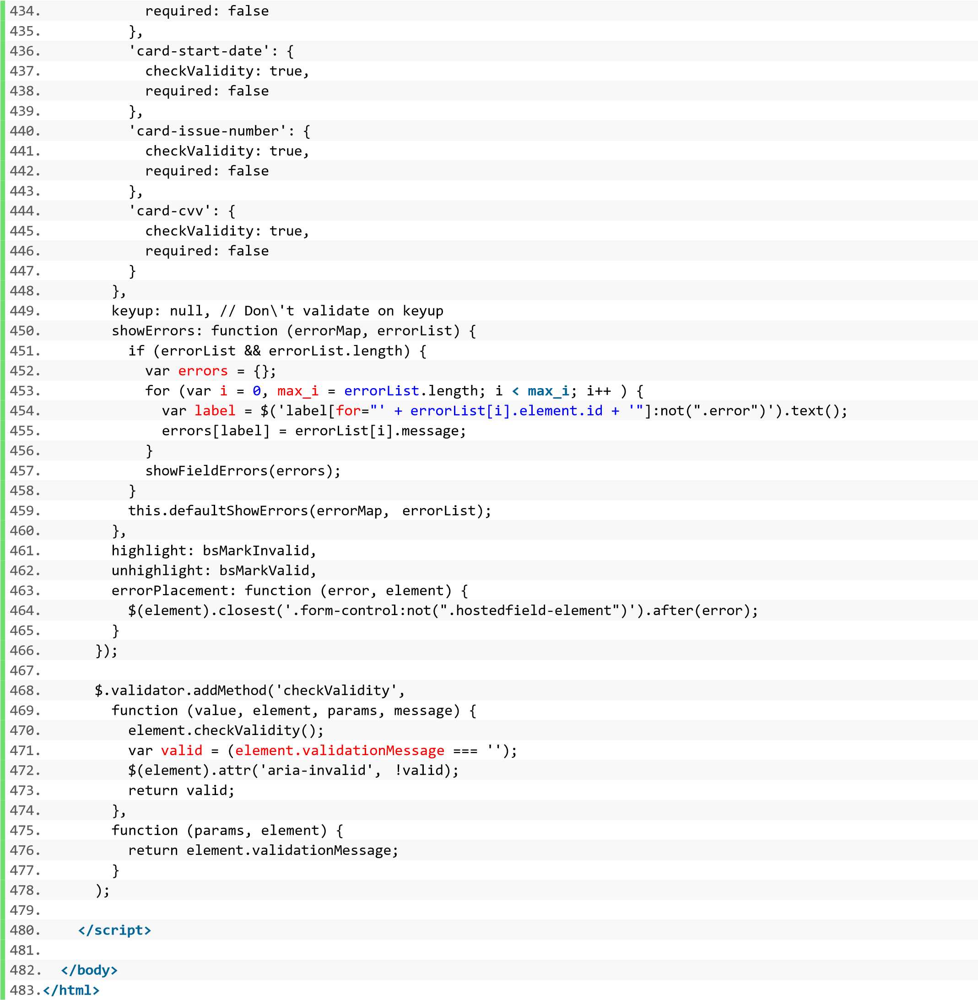 434.             required: false
435.           },
436.           'card-start-date': {
437.             checkValidity: true,
438.             required: false
439.           },
440.           'card-issue-number': {
441.             checkValidity: true,
442.             required: false
443.           },
444.           'card-cvv': {
445.             checkValidity: true,
446.             required: false
447.           }
448.         },
449.         keyup: null, // Don\'t validate on keyup
450.         showErrors: function (errorMap, errorList) {
451.           if (errorList && errorList.length) {
452.             var errors = {};
453.             for (var i = 0, max_i = errorList.length; i < max_i; i++ ) {
454.               var label = $('label[for="' + errorList[i].element.id + '"]:not(".error")').text();
455.               errors[label] = errorList[i].message;
456.             }
457.             showFieldErrors(errors);
458.           }
459.           this.defaultShowErrors(errorMap, errorList);
460.         },
461.         highlight: bsMarkInvalid,
462.         unhighlight: bsMarkValid,
463.         errorPlacement: function (error, element) {
464.           $(element).closest('.form-control:not(".hostedfield-element")').after(error);
465.         }
466.       });
467.
468.       $.validator.addMethod('checkValidity',
469.         function (value, element, params, message) {
470.           element.checkValidity();
471.           var valid = (element.validationMessage === '');
472.           $(element).attr('aria-invalid', !valid);
473.           return valid;
474.         },
475.         function (params, element) {
476.           return element.validationMessage;
477.         }
478.       );
479.
480.     </script>
481.
482.   </body>
483.</html>